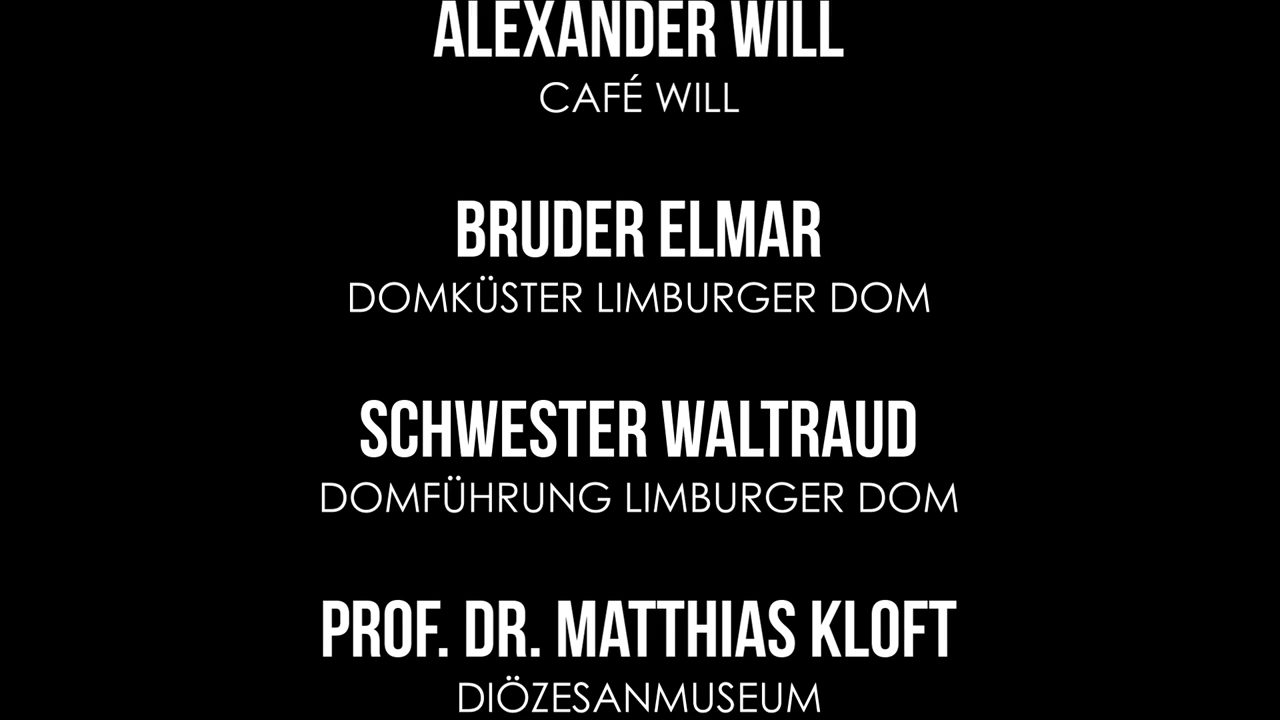 ALEXANDER WILL
CAFÉ WILL
BRUDER ELMAR
DOMKÜSTER LIMBURGER DOM
SCHWESTER WALTRAUD
DOMFÜHRUNG LIMBURGER DOM
PROF. DR. MATTHIAS KLOFT
DIÖZESANMUSEUM